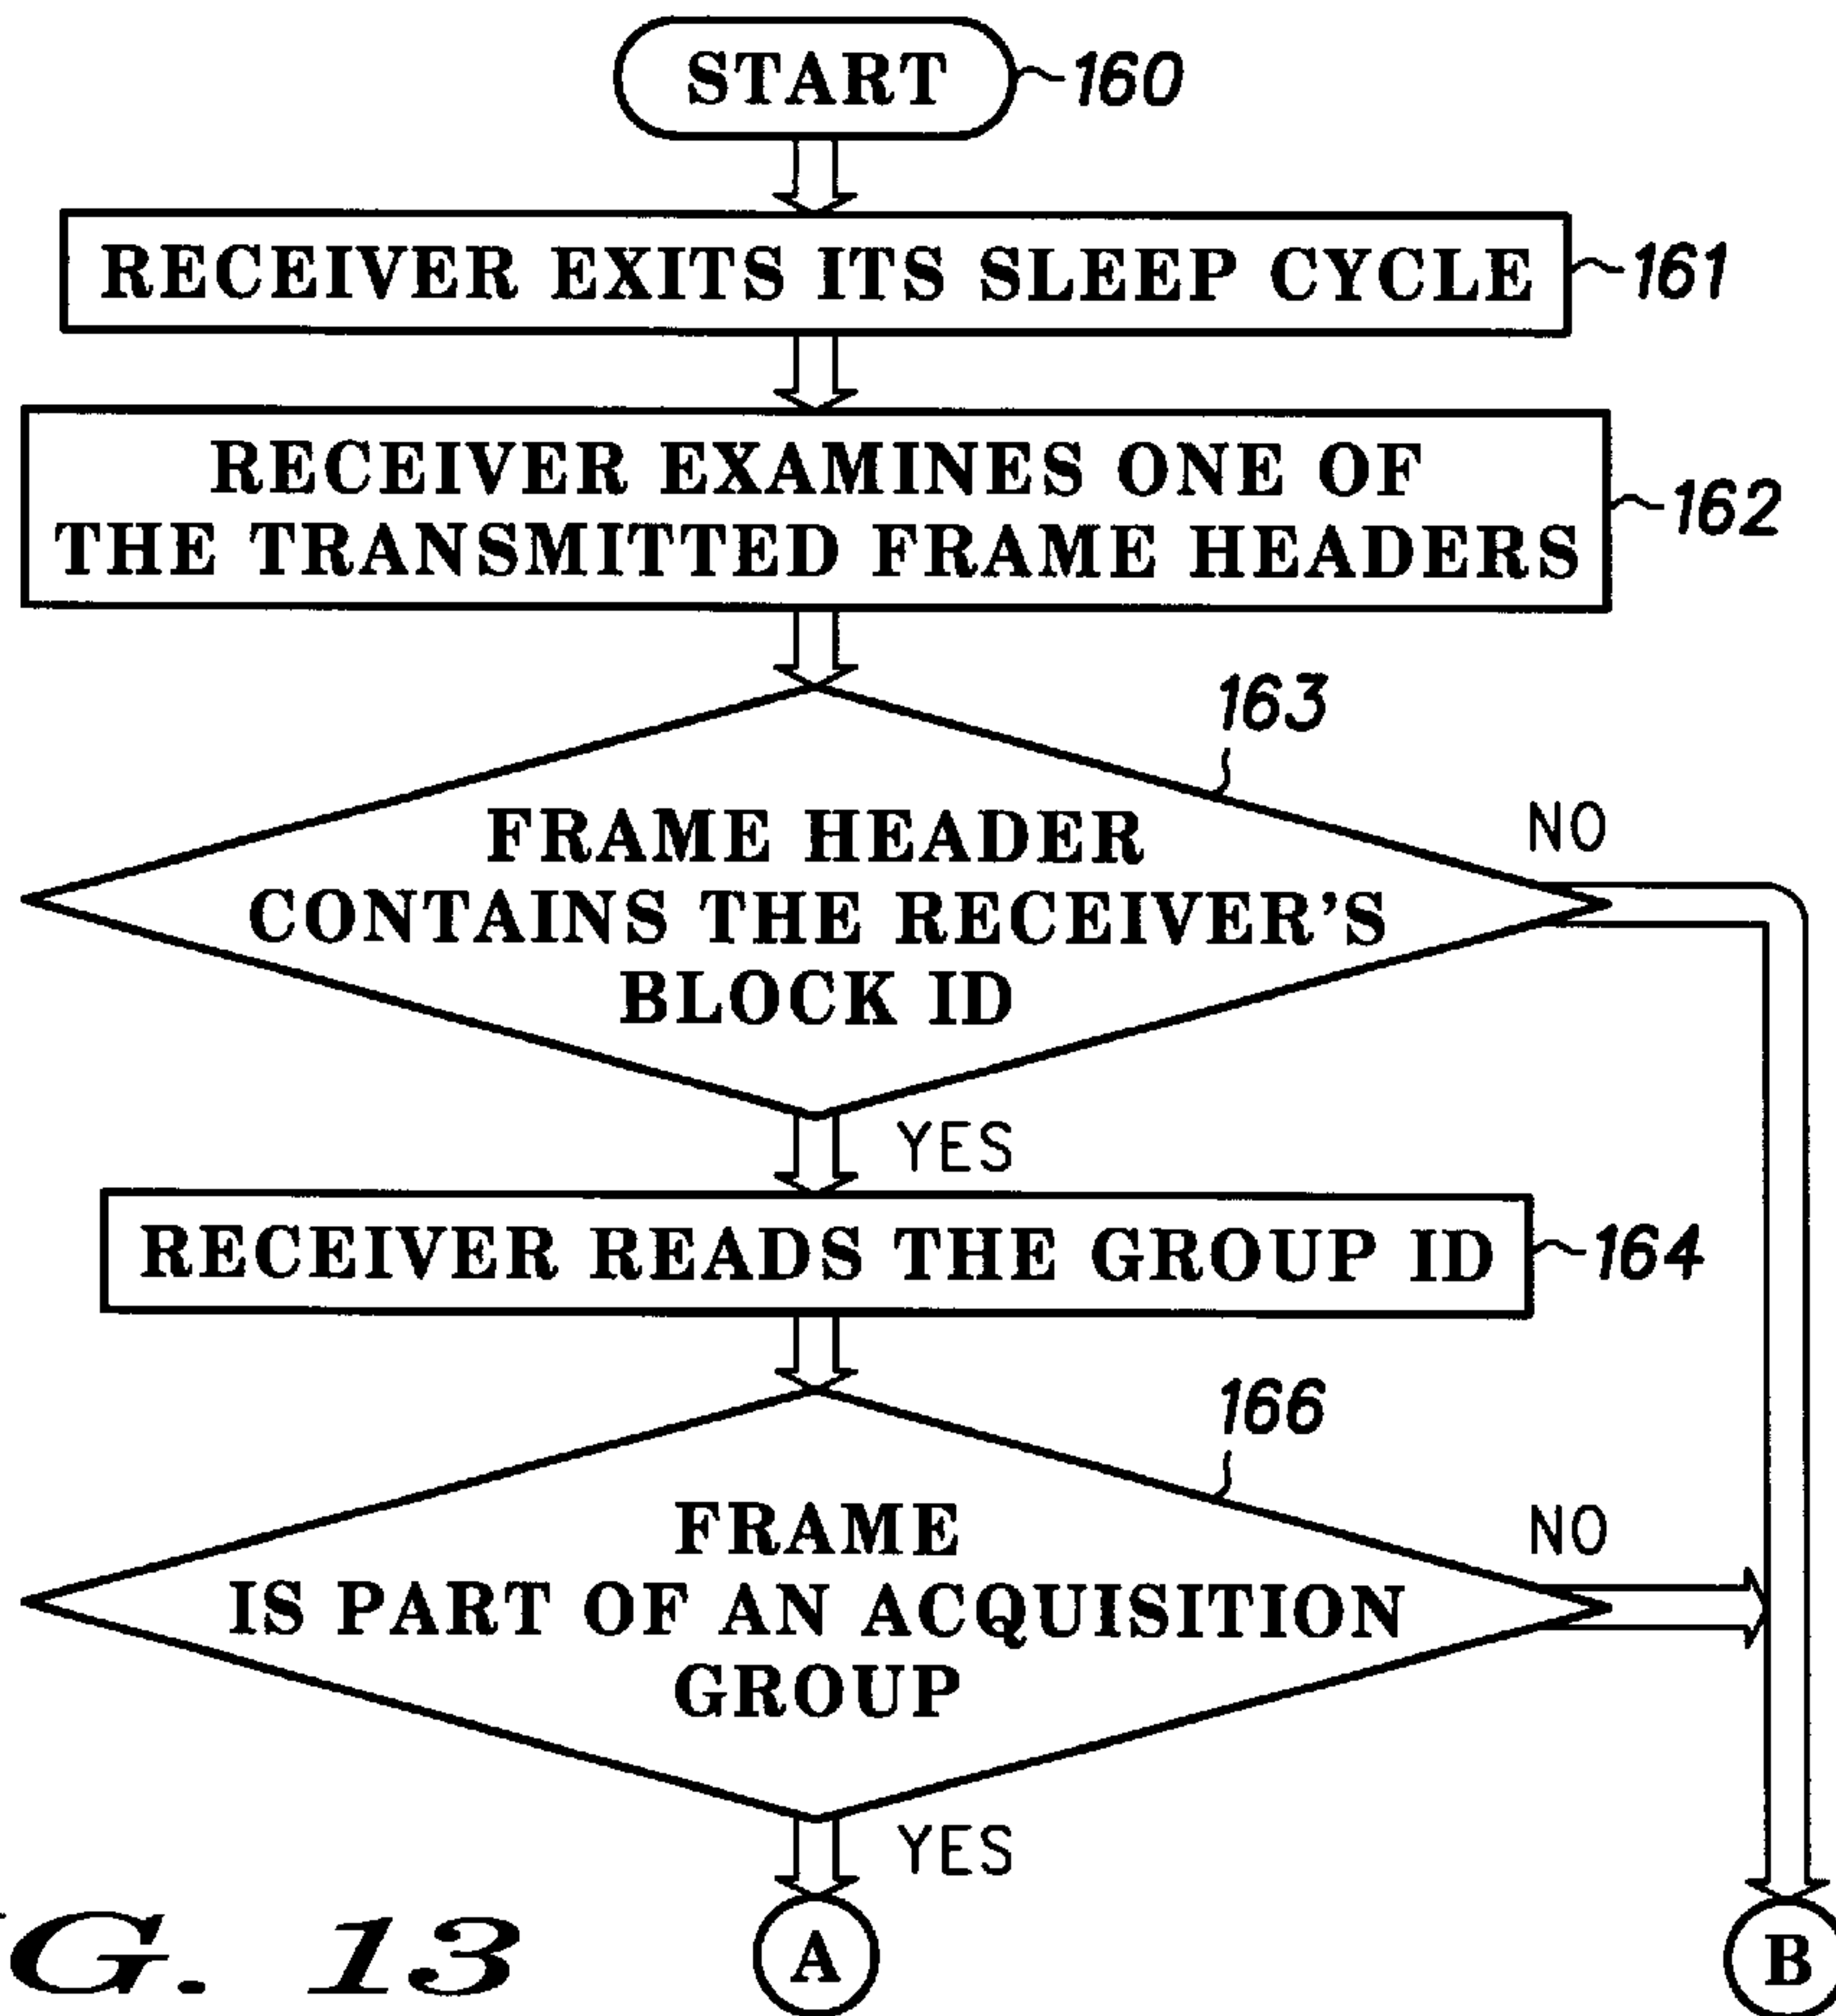 START 160
RECEIVER EXITS ITS SLEEP CYCLE 161
RECEIVER EXAMINES ONE OF
THE TRANSMITTED FRAME HEADERS 162
163
FRAME HEADER
CONTAINS THE RECEIVER'S
BLOCK ID
NO
YES
RECEIVER READS THE GROUP ID 164
166
FRAME
IS PART OF AN ACQUISITION
GROUP
NO
YES
A
B
G. 13